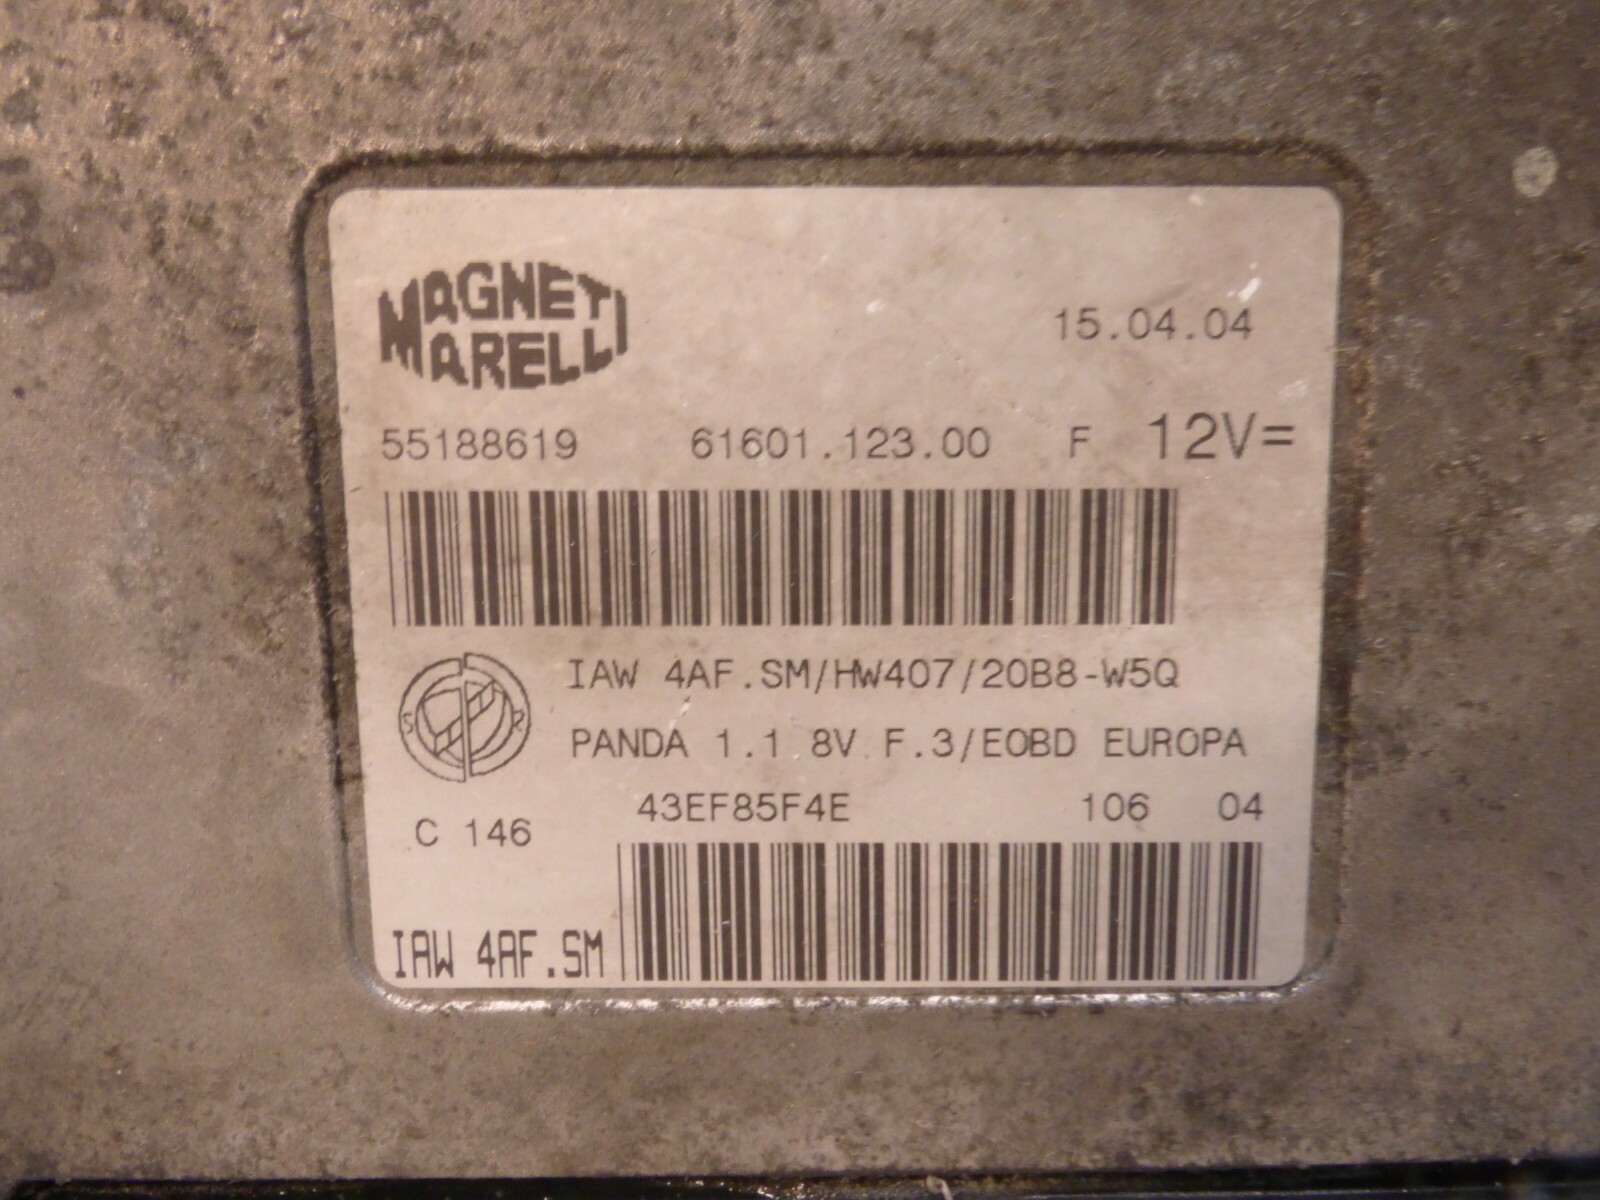 MAGNETI
MARELLI
15.04.04
55188619 61601.123.00 F 12V=
IAW 4AF.SM/HW407/20B8-W5Q
S R
PANDA 1.1 8V F.3/EOBD EUROPA
43EF85F4E 106 04
C 146
IAW 4AF.SM